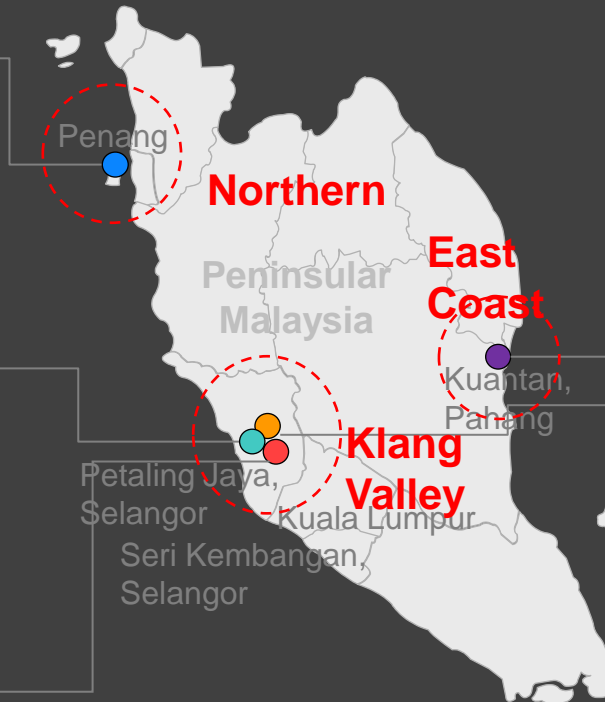 Penang
Northern
East
Coast
Peninsular
Malaysia
Kuantan,
Pahang
Klang
Valley
Petaling Jaya,
Selangor
Kuala Lumpur
Seri Kembangan,
Selangor